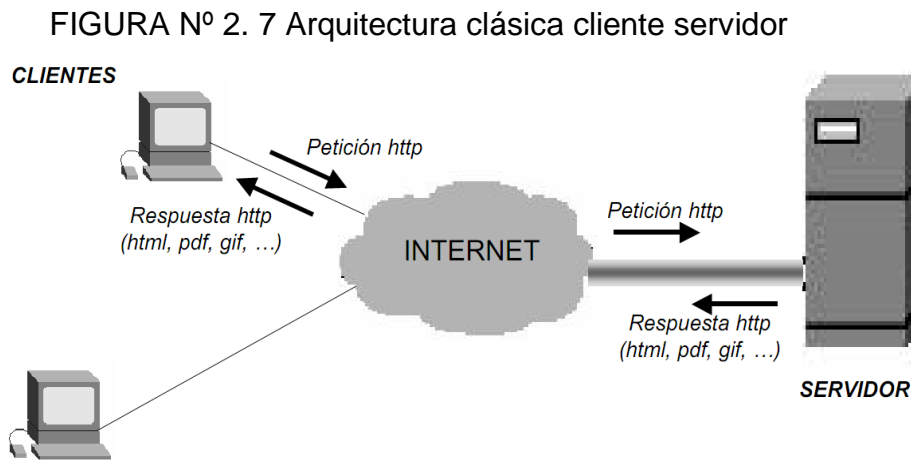 FIGURA Nº 2. 7 Arquitectura clásica cliente servidor
CLIENTES
Petición http
Respuesta http
(html, pdf, gif, …)
INTERNET
Petición http
Respuesta http
(html, pdf, gif, …)
SERVIDOR